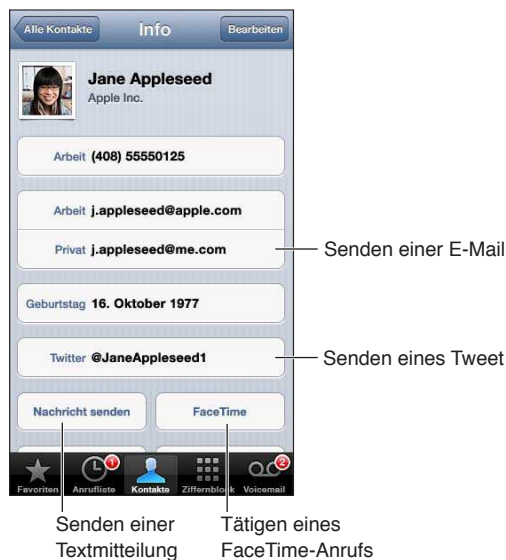 Alle Kontakte Info Bearbeiten
Jane Appleseed
Apple Inc.
Arbeit (408) 55550125
Arbeit j.appleseed@apple.com
Privat j.appleseed@me.com
Senden einer E-Mail
Geburtstag 16. Oktober 1977
Twitter @JaneAppleseed1
Senden eines Tweet
Nachricht senden FaceTime
1 2
Favoriten Anrufliste Kontakte Ziffernblock Voicemail
Senden einer
Textmitteilung
Tätigen eines
FaceTime-Anrufs